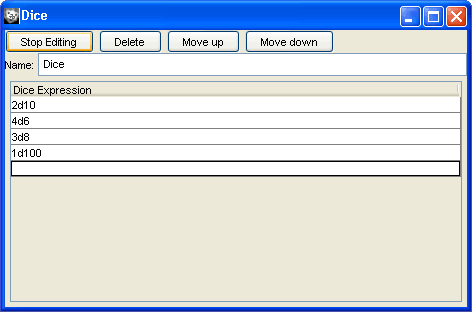 Dice
Stop Editing Delete Move up Move down
Name: Dice
Dice Expression
2d10
4d6
3d8
1d100